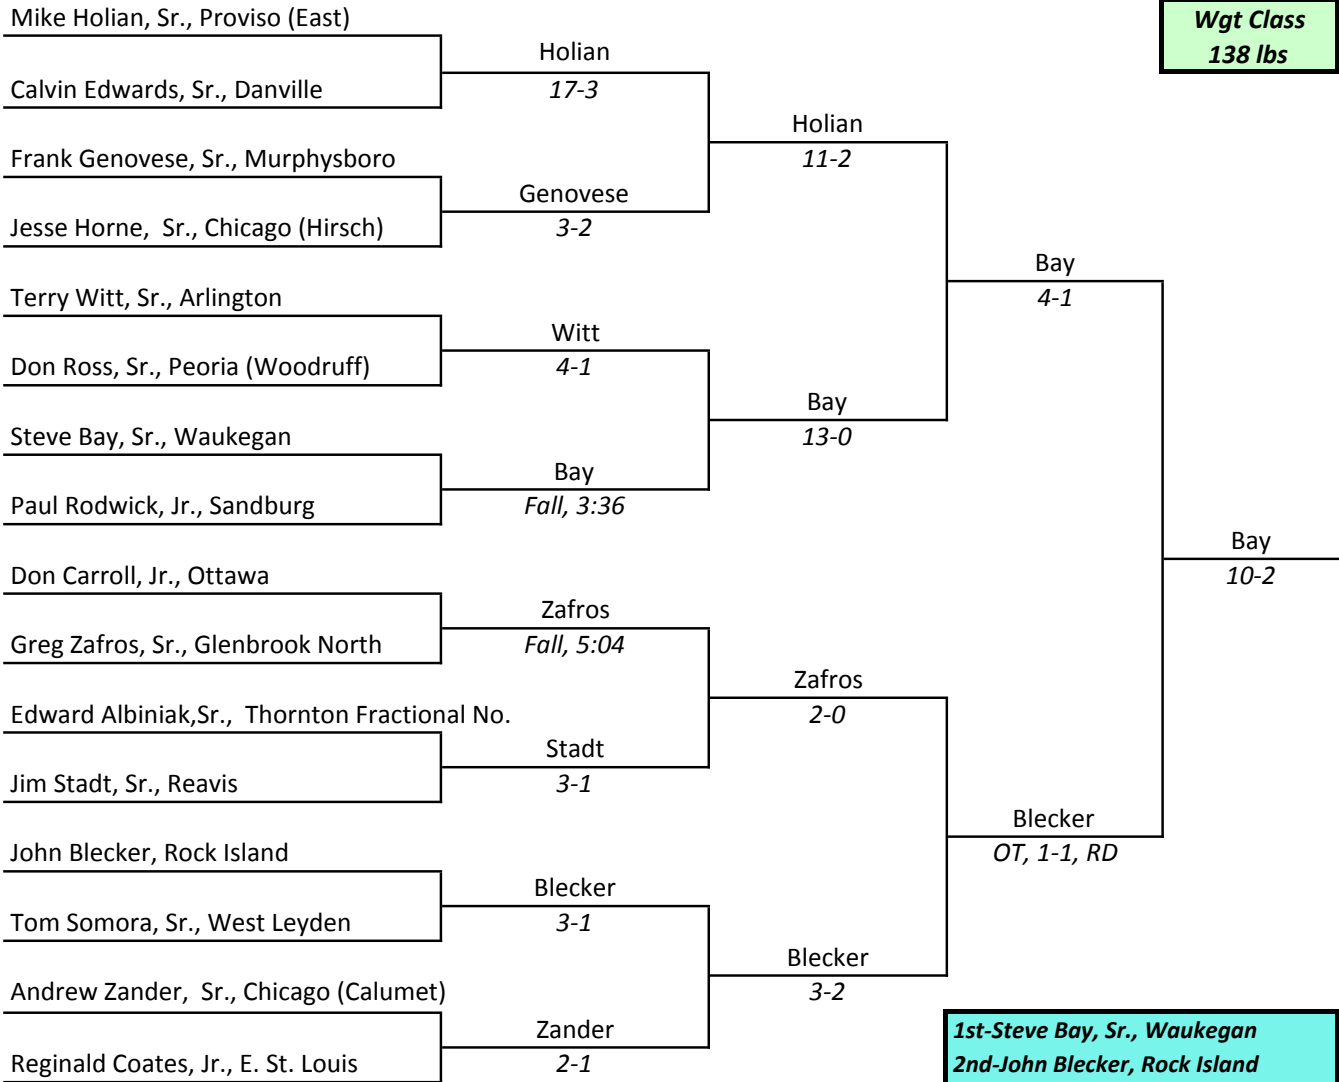 Mike Holian, Sr., Proviso (East)
Wgt Class
138 lbs
Holian
17-3
Calvin Edwards, Sr., Danville
Holian
11-2
Frank Genovese, Sr., Murphysboro
Genovese
3-2
Jesse Horne,  Sr., Chicago (Hirsch)
Bay
4-1
Terry Witt, Sr., Arlington
Witt
4-1
Don Ross, Sr., Peoria (Woodruff)
Bay
13-0
Steve Bay, Sr., Waukegan
Bay
Fall, 3:36
Paul Rodwick, Jr., Sandburg
Bay
10-2
Don Carroll, Jr., Ottawa
Zafros
Fall, 5:04
Greg Zafros, Sr., Glenbrook North
Zafros
2-0
Edward Albiniak,Sr.,  Thornton Fractional No.
Stadt
3-1
Jim Stadt, Sr., Reavis
Blecker
OT, 1-1, RD
John Blecker, Rock Island
Blecker
3-1
Tom Somora, Sr., West Leyden
Blecker
3-2
Andrew Zander,  Sr., Chicago (Calumet)
Zander
2-1
Reginald Coates, Jr., E. St. Louis
1st-Steve Bay, Sr., Waukegan
2nd-John Blecker, Rock Island